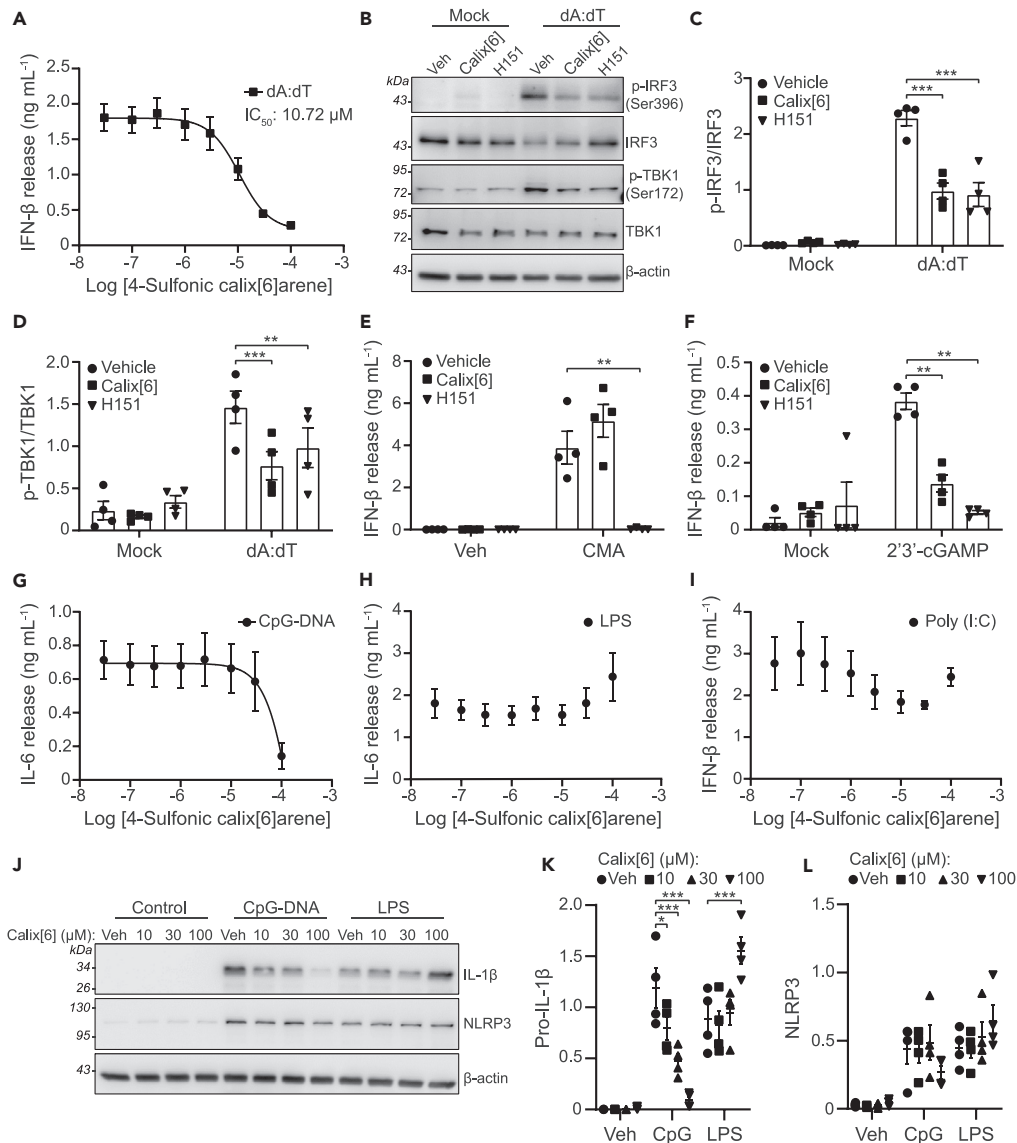 A
IFN-β release (ng mL⁻¹)
2.0
1.5
1.0
0.5
0
-8 -7 -6 -5 -4 -3
Log [4-Sulfonic calix[6]arene]
dA:dT
IC₅₀: 10.72 µM
B
Mock dA:dT
Veh Calix[6] H151 Veh Calix[6] H151
kDa
43
p-IRF3
(Ser396)
43
IRF3
95
72
p-TBK1
(Ser172)
95
72
TBK1
43
β-actin
C
p-IRF3/IRF3
3
2
1
0
Vehicle
Calix[6]
H151
***
***
Mock dA:dT
D
p-TBK1/TBK1
2.0
1.5
1.0
0.5
0
Vehicle
Calix[6]
H151
**
***
Mock dA:dT
E
IFN-β release (ng mL⁻¹)
8
6
4
2
0
Vehicle
Calix[6]
H151
**
Veh CMA
F
IFN-β release (ng mL⁻¹)
0.5
0.4
0.3
0.2
0.1
0
Vehicle
Calix[6]
H151
**
**
Mock 2'3'-cGAMP
G
IL-6 release (ng mL⁻¹)
1.0
0.8
0.6
0.4
0.2
0
-8 -7 -6 -5 -4 -3
Log [4-Sulfonic calix[6]arene]
CpG-DNA
H
IL-6 release (ng mL⁻¹)
4
3
2
1
0
-8 -7 -6 -5 -4 -3
Log [4-Sulfonic calix[6]arene]
LPS
I
IFN-β release (ng mL⁻¹)
4
3
2
1
0
-8 -7 -6 -5 -4 -3
Log [4-Sulfonic calix[6]arene]
Poly (I:C)
J
Control CpG-DNA LPS
Calix[6] (µM): Veh 10 30 100 Veh 10 30 100 Veh 10 30 100
kDa
34
26
IL-1β
130
95
NLRP3
43
β-actin
K
Calix[6] (µM):
Veh 10 30 100
Pro-IL-1β
2.0
1.5
1.0
0.5
0
***
***
*
***
Veh CpG LPS
L
Calix[6] (µM):
Veh 10 30 100
NLRP3
1.5
1.0
0.5
0
Veh CpG LPS